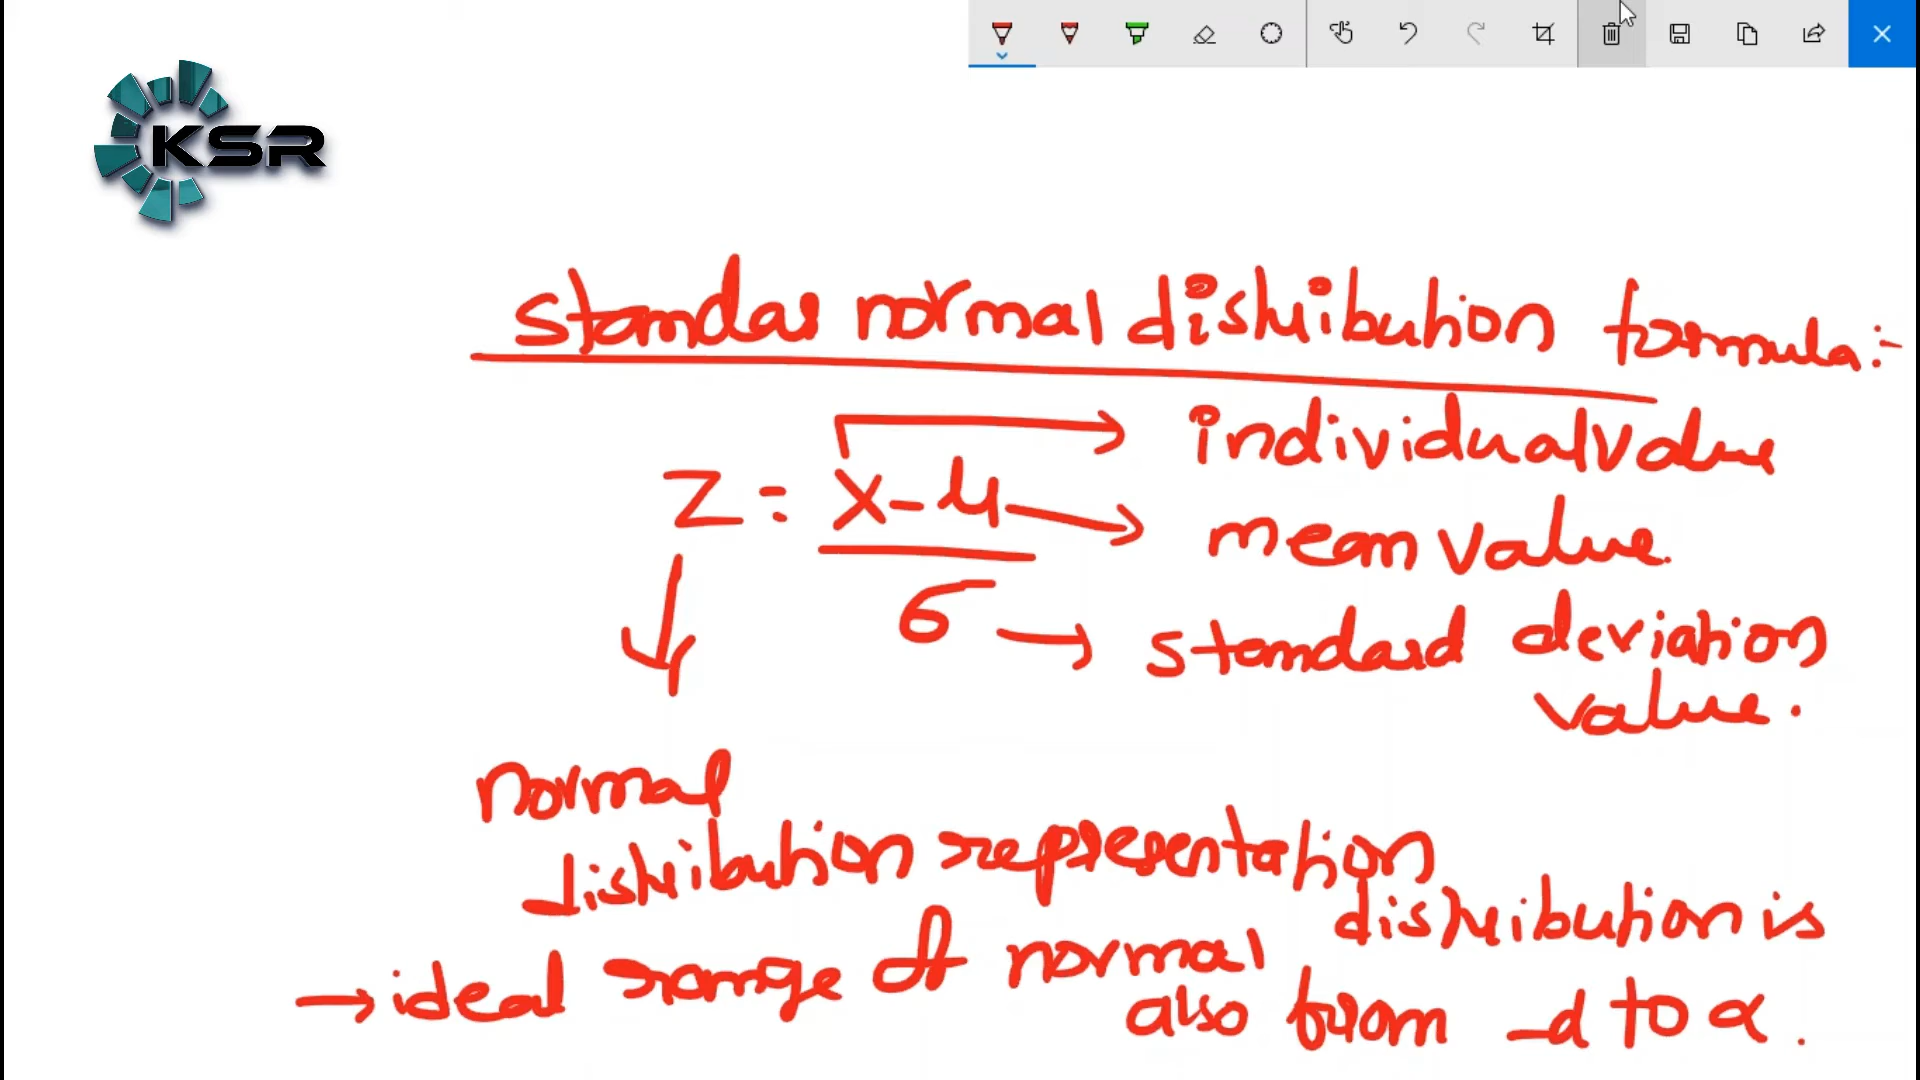 KSR
standar normal distribution formula:-
Z = x-μ → individual value
→ mean value.
σ → standard deviation
value.
normal
distribution representation
→ ideal range of normal distribution is
also from -α to α.